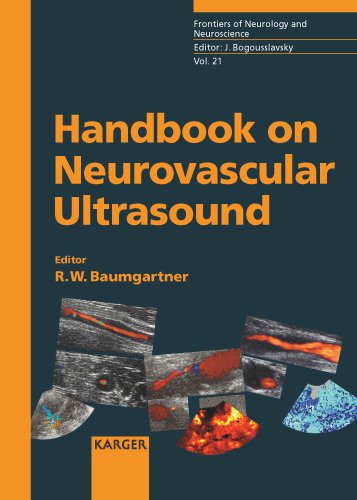 Frontiers of Neurology and
Neuroscience
Editor: J. Bogousslavsky
Vol. 21
Handbook on
Neurovascular
Ultrasound
Editor
R.W. Baumgartner
KARGER